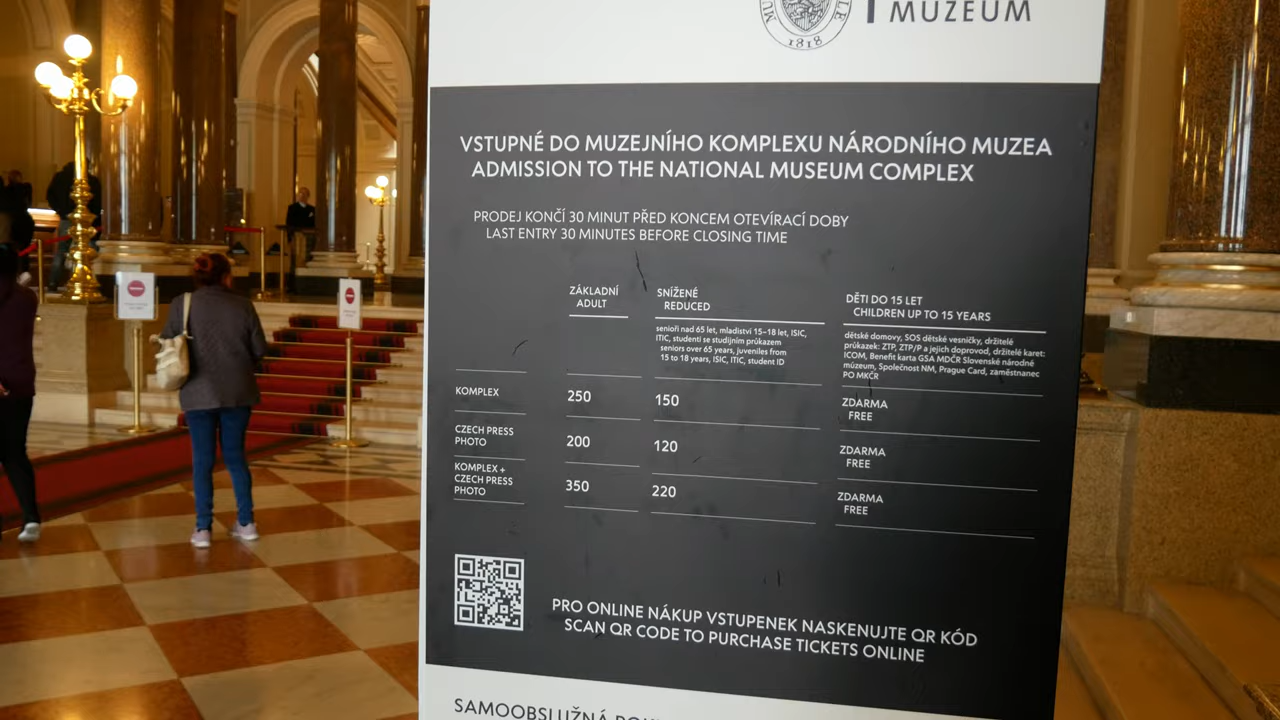 MUZEUM
1818
VSTUPNÉ DO MUZEJNÍHO KOMPLEXU NÁRODNÍHO MUZEA
ADMISSION TO THE NATIONAL MUSEUM COMPLEX
PRODEJ KONČÍ 30 MINUT PŘED KONCEM OTEVÍRACÍ DOBY
LAST ENTRY 30 MINUTES BEFORE CLOSING TIME
ZÁKLADNÍ
ADULT
SNÍŽENÉ
REDUCED
senioři nad 65 let, mladiství 15–18 let, ISIC,
ITIC, studenti se studijním průkazem
seniors over 65 years, juveniles from
15 to 18 years, ISIC, ITIC, student ID
DĚTI DO 15 LET
CHILDREN UP TO 15 YEARS
dětské domovy, SOS dětské vesničky, držitelé
průkazek: ZTP, ZTP/P a jejich doprovod, držitelé karet:
ICOM, Benefit karta GSA MDČR Slovenské národné
múzeum, Společnost NM, Prague Card, zaměstnanec
PO MKČR
KOMPLEX
250
150
ZDARMA
FREE
CZECH PRESS
PHOTO
200
120
ZDARMA
FREE
KOMPLEX +
CZECH PRESS
PHOTO
350
220
ZDARMA
FREE
PRO ONLINE NÁKUP VSTUPENEK NASKENUJTE QR KÓD
SCAN QR CODE TO PURCHASE TICKETS ONLINE
SAMOOBSLUŽNÁ